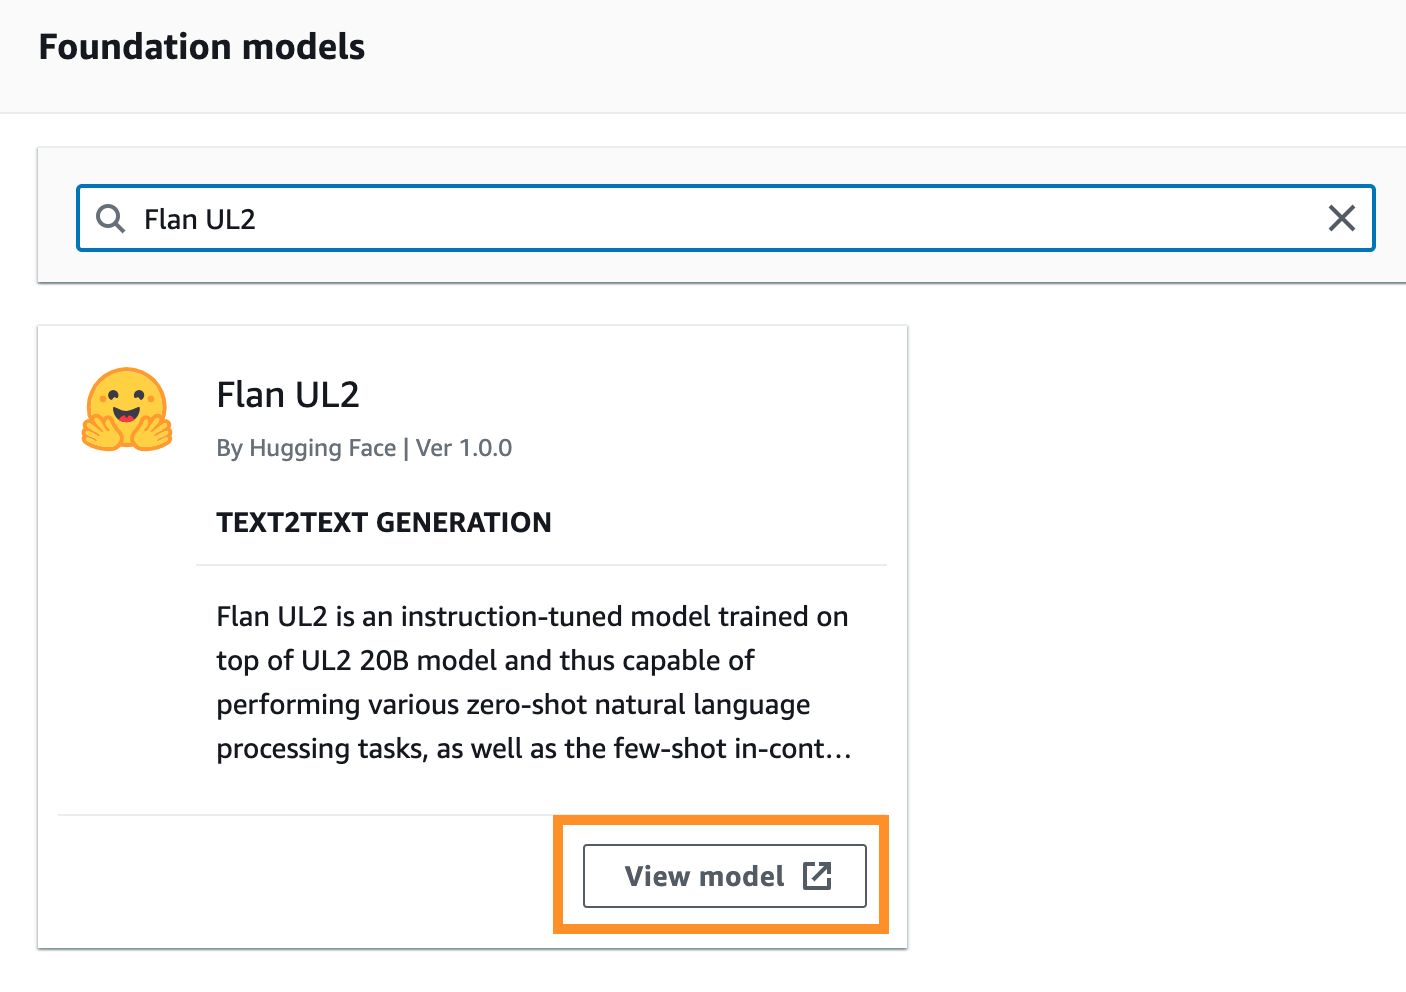 Foundation models
Flan UL2
Flan UL2
By Hugging Face | Ver 1.0.0
TEXT2TEXT GENERATION
Flan UL2 is an instruction-tuned model trained on
top of UL2 20B model and thus capable of
performing various zero-shot natural language
processing tasks, as well as the few-shot in-cont...
View model